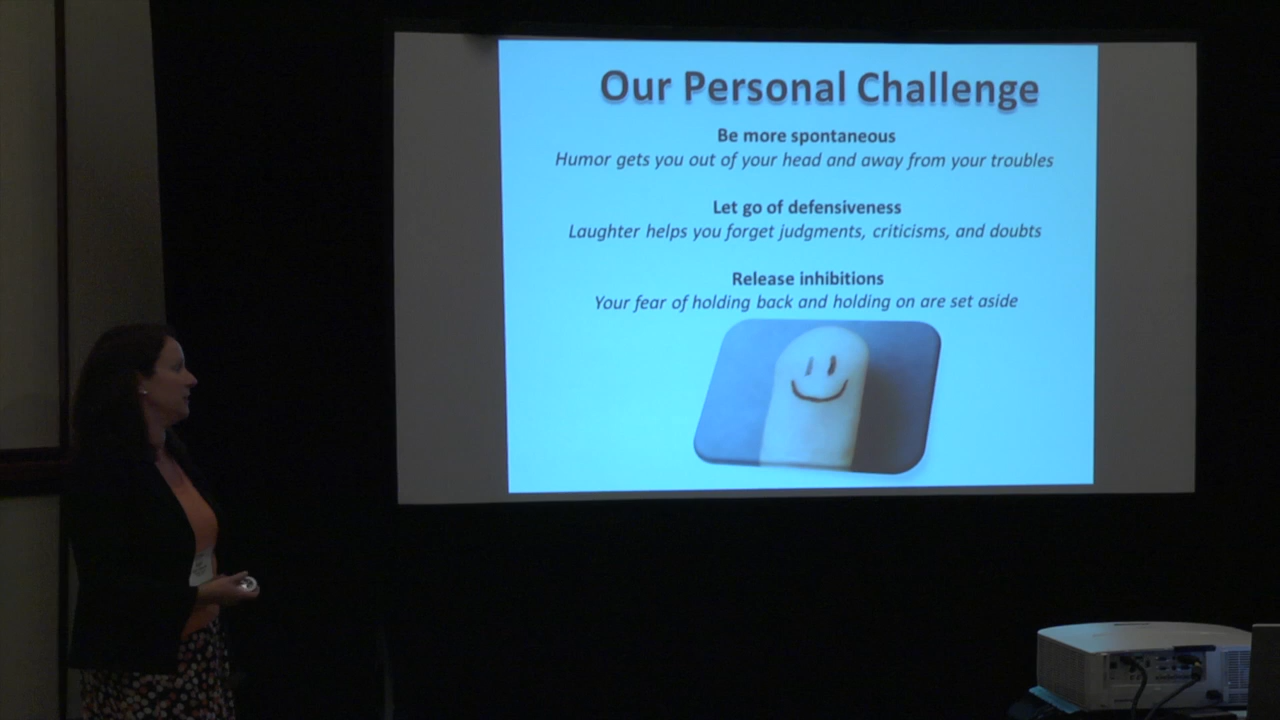 Our Personal Challenge
Be more spontaneous
Humor gets you out of your head and away from your troubles
Let go of defensiveness
Laughter helps you forget judgments, criticisms, and doubts
Release inhibitions
Your fear of holding back and holding on are set aside